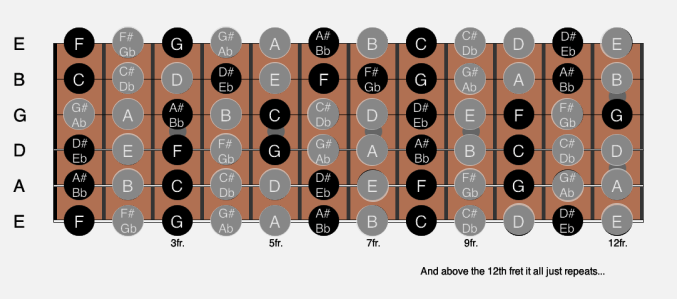 E F F# Gb G G# Ab A A# Bb B C C# Db D D# Eb E
B C C# Db D D# Eb E F F# Gb G G# Ab A A# Bb B
G G# Ab A A# Bb B C C# Db D D# Eb E F F# Gb G
D D# Eb E F F# Gb G G# Ab A A# Bb B C C# Db D
A A# Bb B C C# Db D D# Eb E F F# Gb G G# Ab A
E F F# Gb G G# Ab A A# Bb B C C# Db D D# Eb E
3fr. 5fr. 7fr. 9fr. 12fr.
And above the 12th fret it all just repeats...